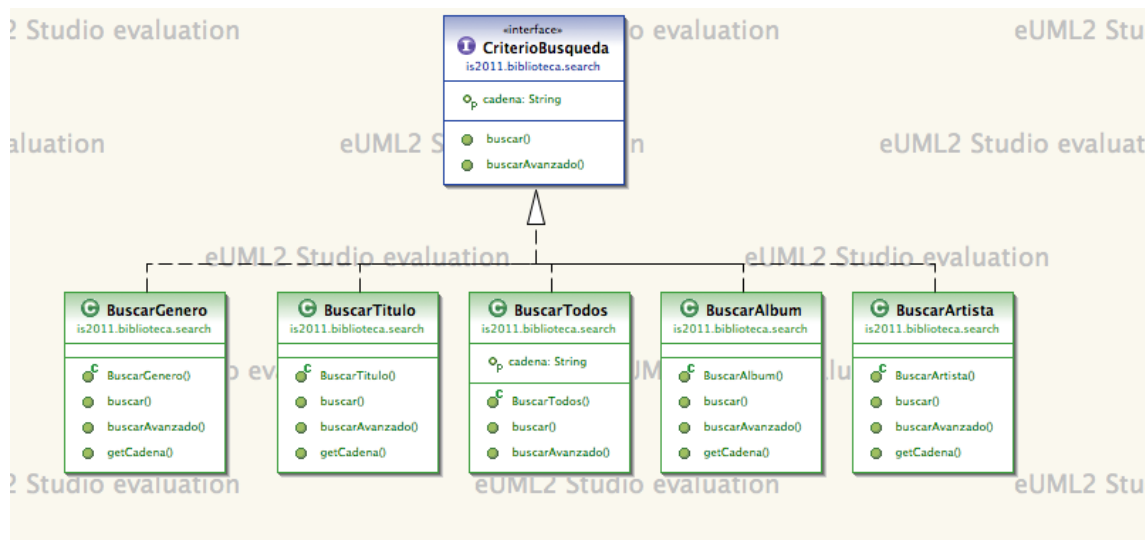 2 Studio evaluation
«interface»
CriterioBusqueda
is2011.biblioteca.search
o evaluation
eUML2 Stu
cadena: String
aluation
eUML2 S
buscar()
n
eUML2 Studio evaluat
buscarAvanzado()
eUML2 Studio evaluation
eUML2 Studio evaluation
BuscarGenero
is2011.biblioteca.search
BuscarGenero()
buscar()
buscarAvanzado()
getCadena()
BuscarTitulo
is2011.biblioteca.search
BuscarTitulo()
buscar()
buscarAvanzado()
getCadena()
BuscarTodos
is2011.biblioteca.search
cadena: String
BuscarTodos()
buscar()
buscarAvanzado()
BuscarAlbum
is2011.biblioteca.search
BuscarAlbum()
buscar()
buscarAvanzado()
getCadena()
BuscarArtista
is2011.biblioteca.search
BuscarArtista()
buscar()
buscarAvanzado()
getCadena()
2 Studio evaluation
eUML2 Studio evaluation
eUML2 Stu